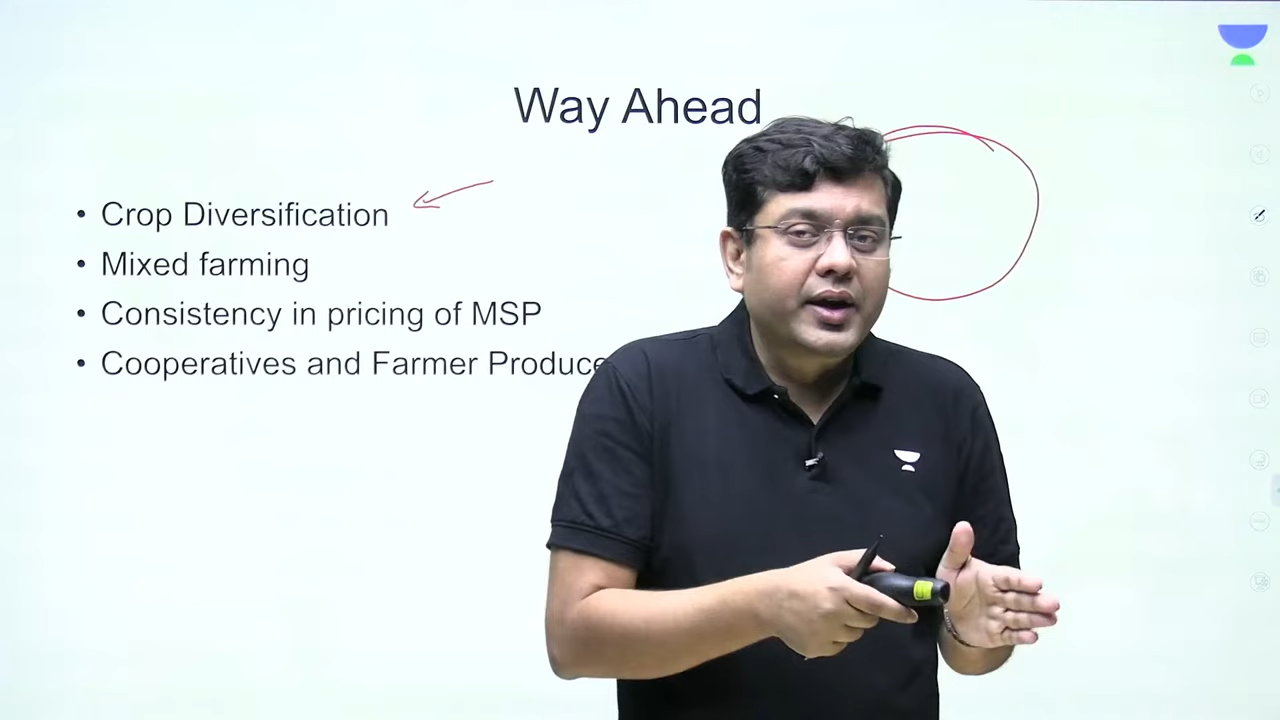 Way Ahead
• Crop Diversification
• Mixed farming
• Consistency in pricing of MSP
• Cooperatives and Farmer Produce